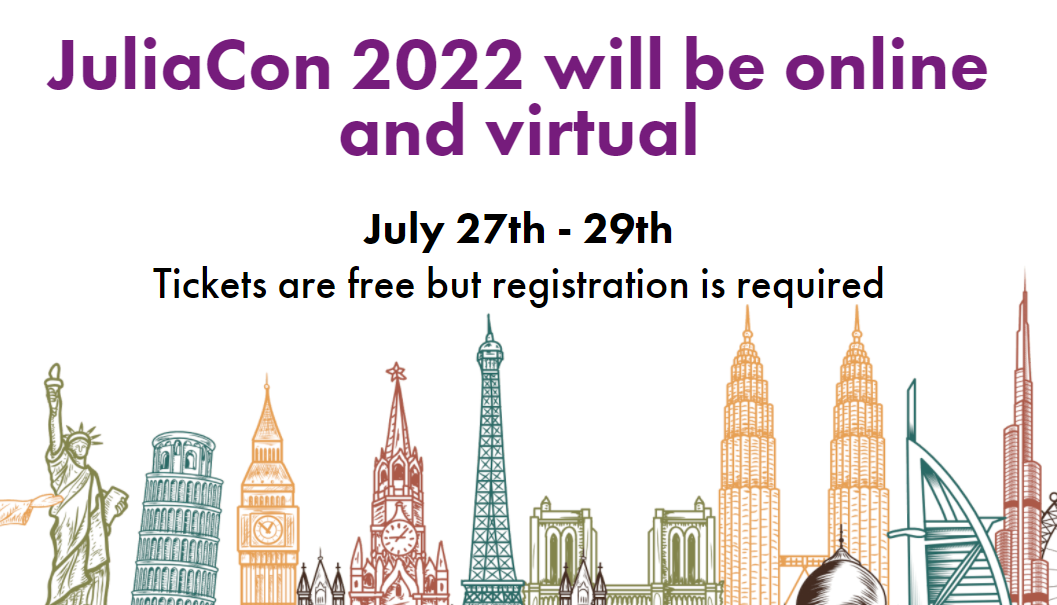 JuliaCon 2022 will be online
and virtual
July 27th - 29th
Tickets are free but registration is required